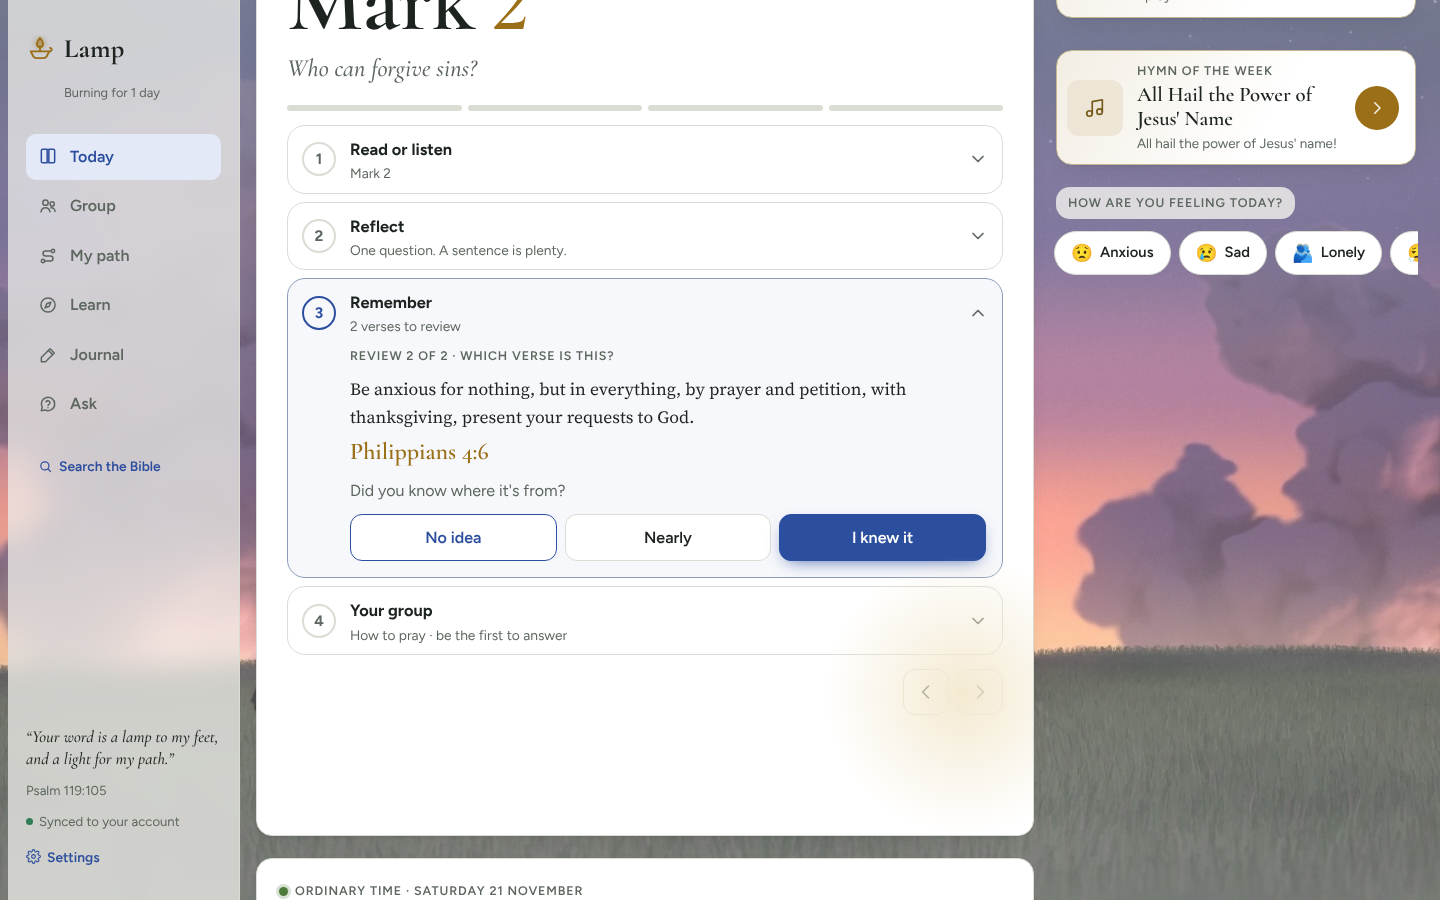 Lamp
Burning for 1 day
Today
Group
My path
Learn
Journal
Ask
Search the Bible
“Your word is a lamp to my feet,
and a light for my path.”
Psalm 119:105
Synced to your account
Settings
Mark 2
Who can forgive sins?
1
Read or listen
Mark 2
2
Reflect
One question. A sentence is plenty.
3
Remember
2 verses to review
REVIEW 2 OF 2 · WHICH VERSE IS THIS?
Be anxious for nothing, but in everything, by prayer and petition, with
thanksgiving, present your requests to God.
Philippians 4:6
Did you know where it's from?
No idea
Nearly
I knew it
4
Your group
How to pray · be the first to answer
ORDINARY TIME · SATURDAY 21 NOVEMBER
HYMN OF THE WEEK
All Hail the Power of
Jesus' Name
All hail the power of Jesus' name!
HOW ARE YOU FEELING TODAY?
Anxious
Sad
Lonely